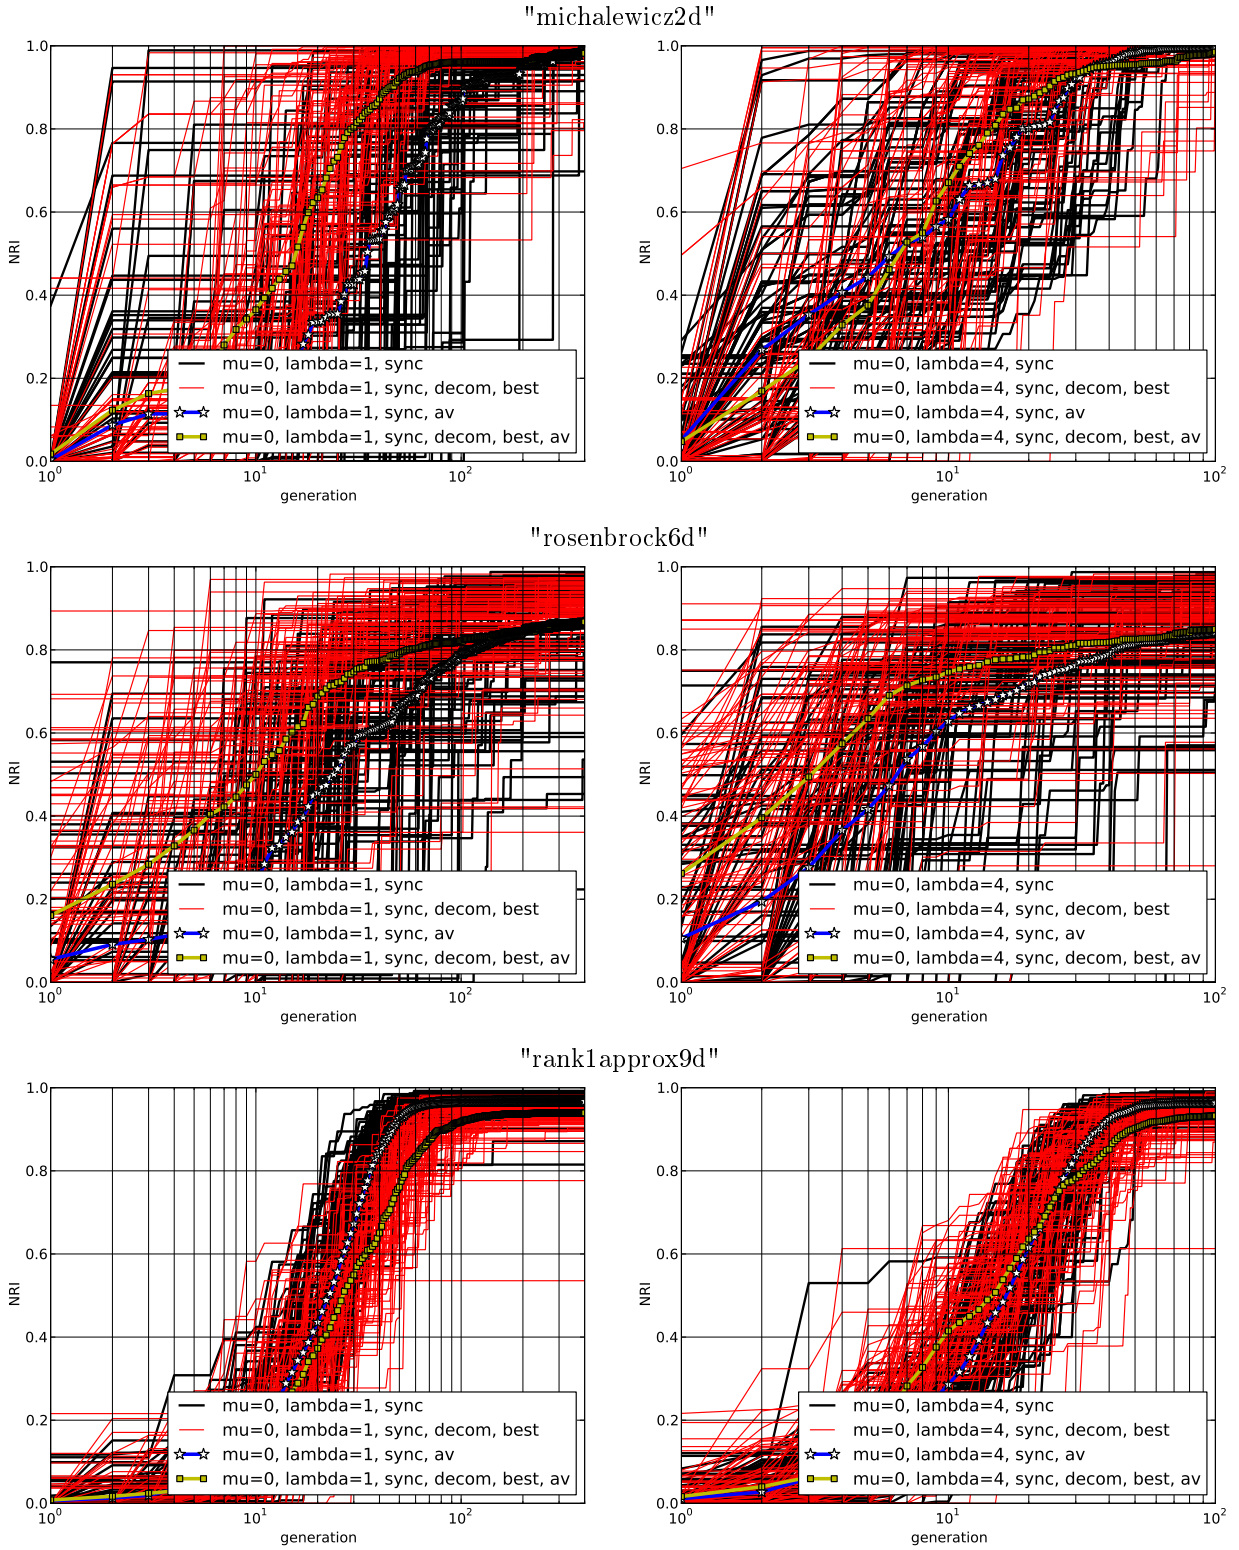 "michalewicz2d"
1.0
0.8
0.6
0.4
0.2
0.0
NRI
mu=0, lambda=1, sync
mu=0, lambda=1, sync, decom, best
mu=0, lambda=1, sync, av
mu=0, lambda=1, sync, decom, best, av
10^0 10^1 10^2
generation
1.0
0.8
0.6
0.4
0.2
0.0
NRI
mu=0, lambda=4, sync
mu=0, lambda=4, sync, decom, best
mu=0, lambda=4, sync, av
mu=0, lambda=4, sync, decom, best, av
10^0 10^1 10^2
generation
"rosenbrock6d"
1.0
0.8
0.6
0.4
0.2
0.0
NRI
mu=0, lambda=1, sync
mu=0, lambda=1, sync, decom, best
mu=0, lambda=1, sync, av
mu=0, lambda=1, sync, decom, best, av
10^0 10^1 10^2
generation
1.0
0.8
0.6
0.4
0.2
0.0
NRI
mu=0, lambda=4, sync
mu=0, lambda=4, sync, decom, best
mu=0, lambda=4, sync, av
mu=0, lambda=4, sync, decom, best, av
10^0 10^1 10^2
generation
"rank1approx9d"
1.0
0.8
0.6
0.4
0.2
0.0
NRI
mu=0, lambda=1, sync
mu=0, lambda=1, sync, decom, best
mu=0, lambda=1, sync, av
mu=0, lambda=1, sync, decom, best, av
10^0 10^1 10^2
generation
1.0
0.8
0.6
0.4
0.2
0.0
NRI
mu=0, lambda=4, sync
mu=0, lambda=4, sync, decom, best
mu=0, lambda=4, sync, av
mu=0, lambda=4, sync, decom, best, av
10^0 10^1 10^2
generation